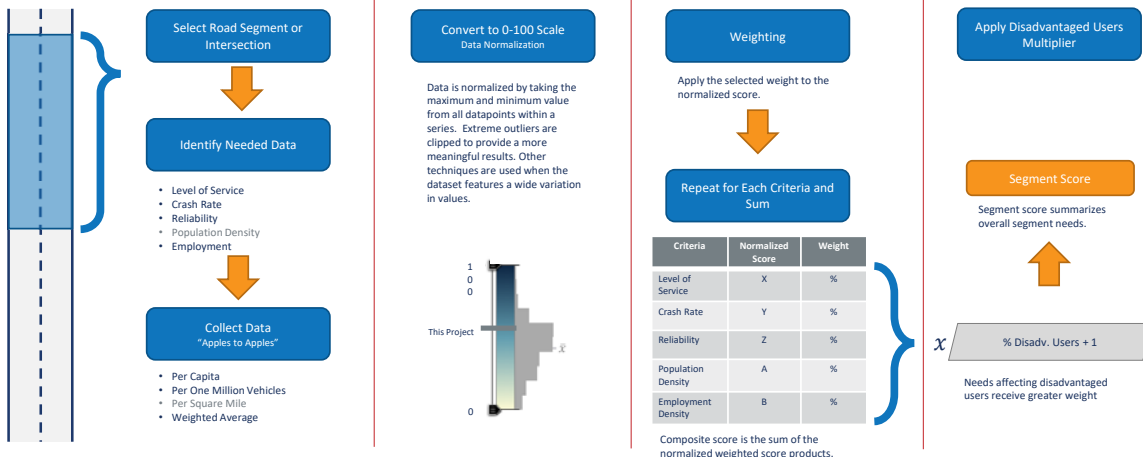 Select Road Segment or
Intersection
Identify Needed Data
• Level of Service
• Crash Rate
• Reliability
• Population Density
• Employment
Collect Data
“Apples to Apples”
• Per Capita
• Per One Million Vehicles
• Per Square Mile
• Weighted Average
Convert to 0-100 Scale
Data Normalization
Data is normalized by taking the
maximum and minimum value
from all datapoints within a
series. Extreme outliers are
clipped to provide a more
meaningful results. Other
techniques are used when the
dataset features a wide variation
in values.
1
0
0
This Project
x̄
0
Weighting
Apply the selected weight to the
normalized score.
Repeat for Each Criteria and
Sum
Criteria Normalized Weight
Score
Level of X %
Service
Crash Rate Y %
Reliability Z %
Population A %
Density
Employment B %
Density
Composite score is the sum of the
normalized weighted score products.
Apply Disadvantaged Users
Multiplier
Segment Score
Segment score summarizes
overall segment needs.
x % Disadv. Users + 1
Needs affecting disadvantaged
users receive greater weight